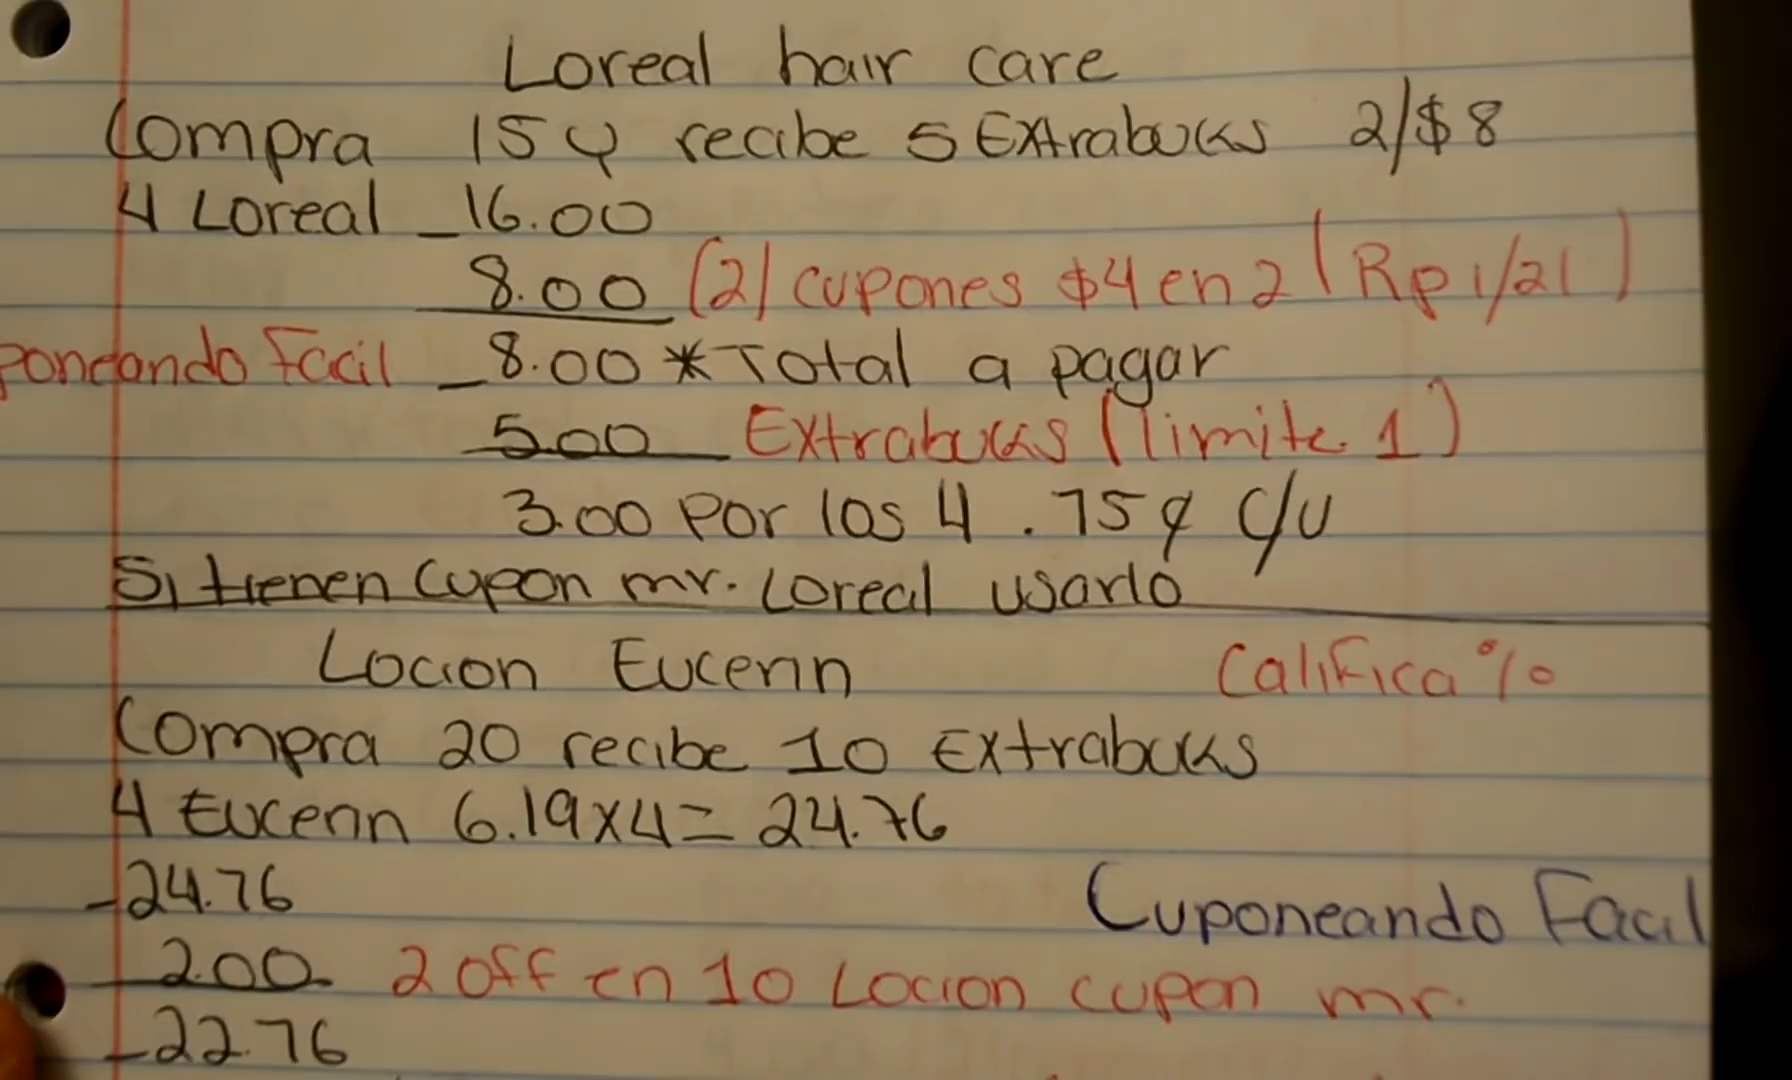 Loreal hair care
Compra 15 y recibe 5 Extrabucks 2/$8
4 Loreal - 16.00
8.00 (2) cupones $4 en 2 (Rp 1/21)
poneando Facil - 8.00 * Total a pagar
5.00 Extrabucks (limite 1)
3.00 por los 4 .75¢ c/u
Si tienen cupon mr. Loreal usarlo
Locion Eucerin Califica %
Compra 20 recibe 10 Extrabucks
4 Eucerin 6.19x4= 24.76
-24.76
Cuponeando Facil
2.00 2 off en 10 Locion cupon mr.
-22.76